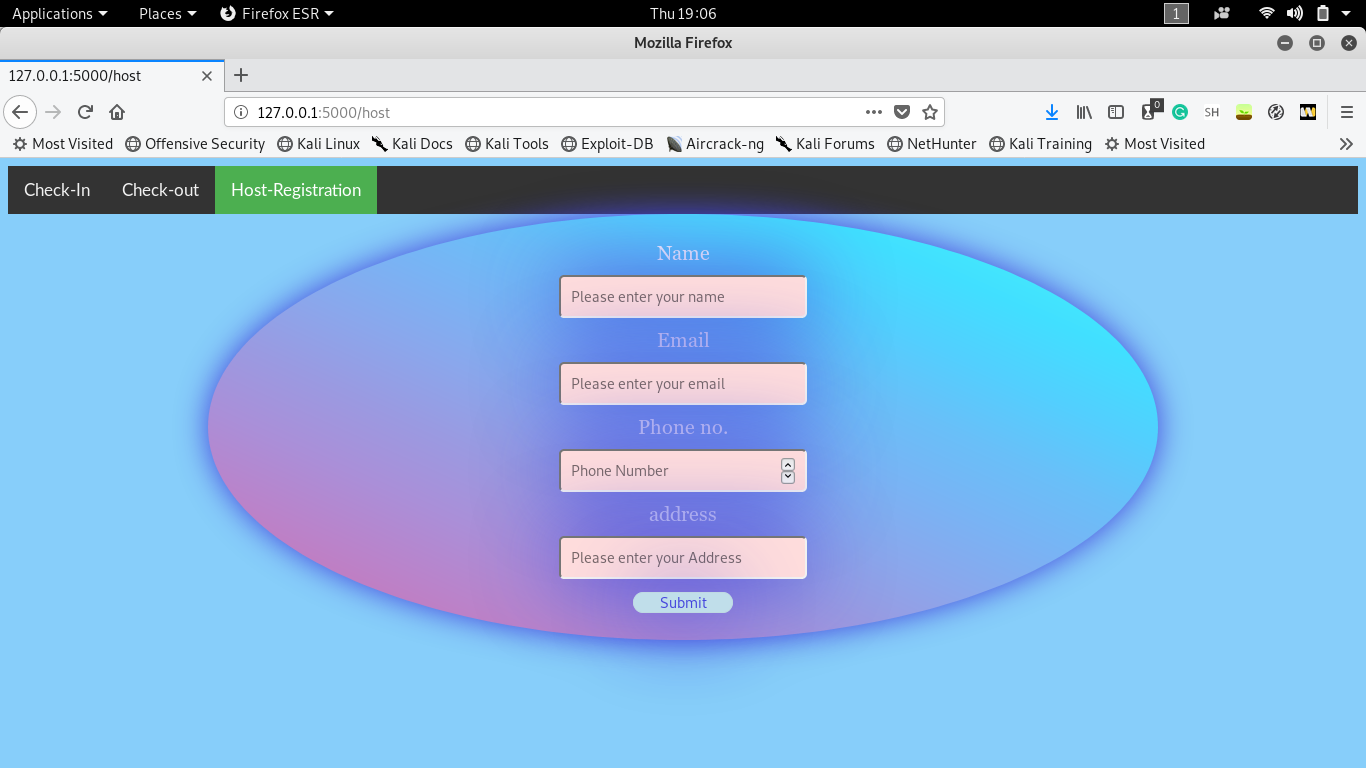 Applications Places Firefox ESR Thu 19:06 1
Mozilla Firefox
127.0.0.1:5000/host
127.0.0.1:5000/host 0 SH
Most Visited Offensive Security Kali Linux Kali Docs Kali Tools Exploit-DB Aircrack-ng Kali Forums NetHunter Kali Training Most Visited
Check-In Check-out Host-Registration
Name
Please enter your name
Email
Please enter your email
Phone no.
Phone Number
address
Please enter your Address
Submit